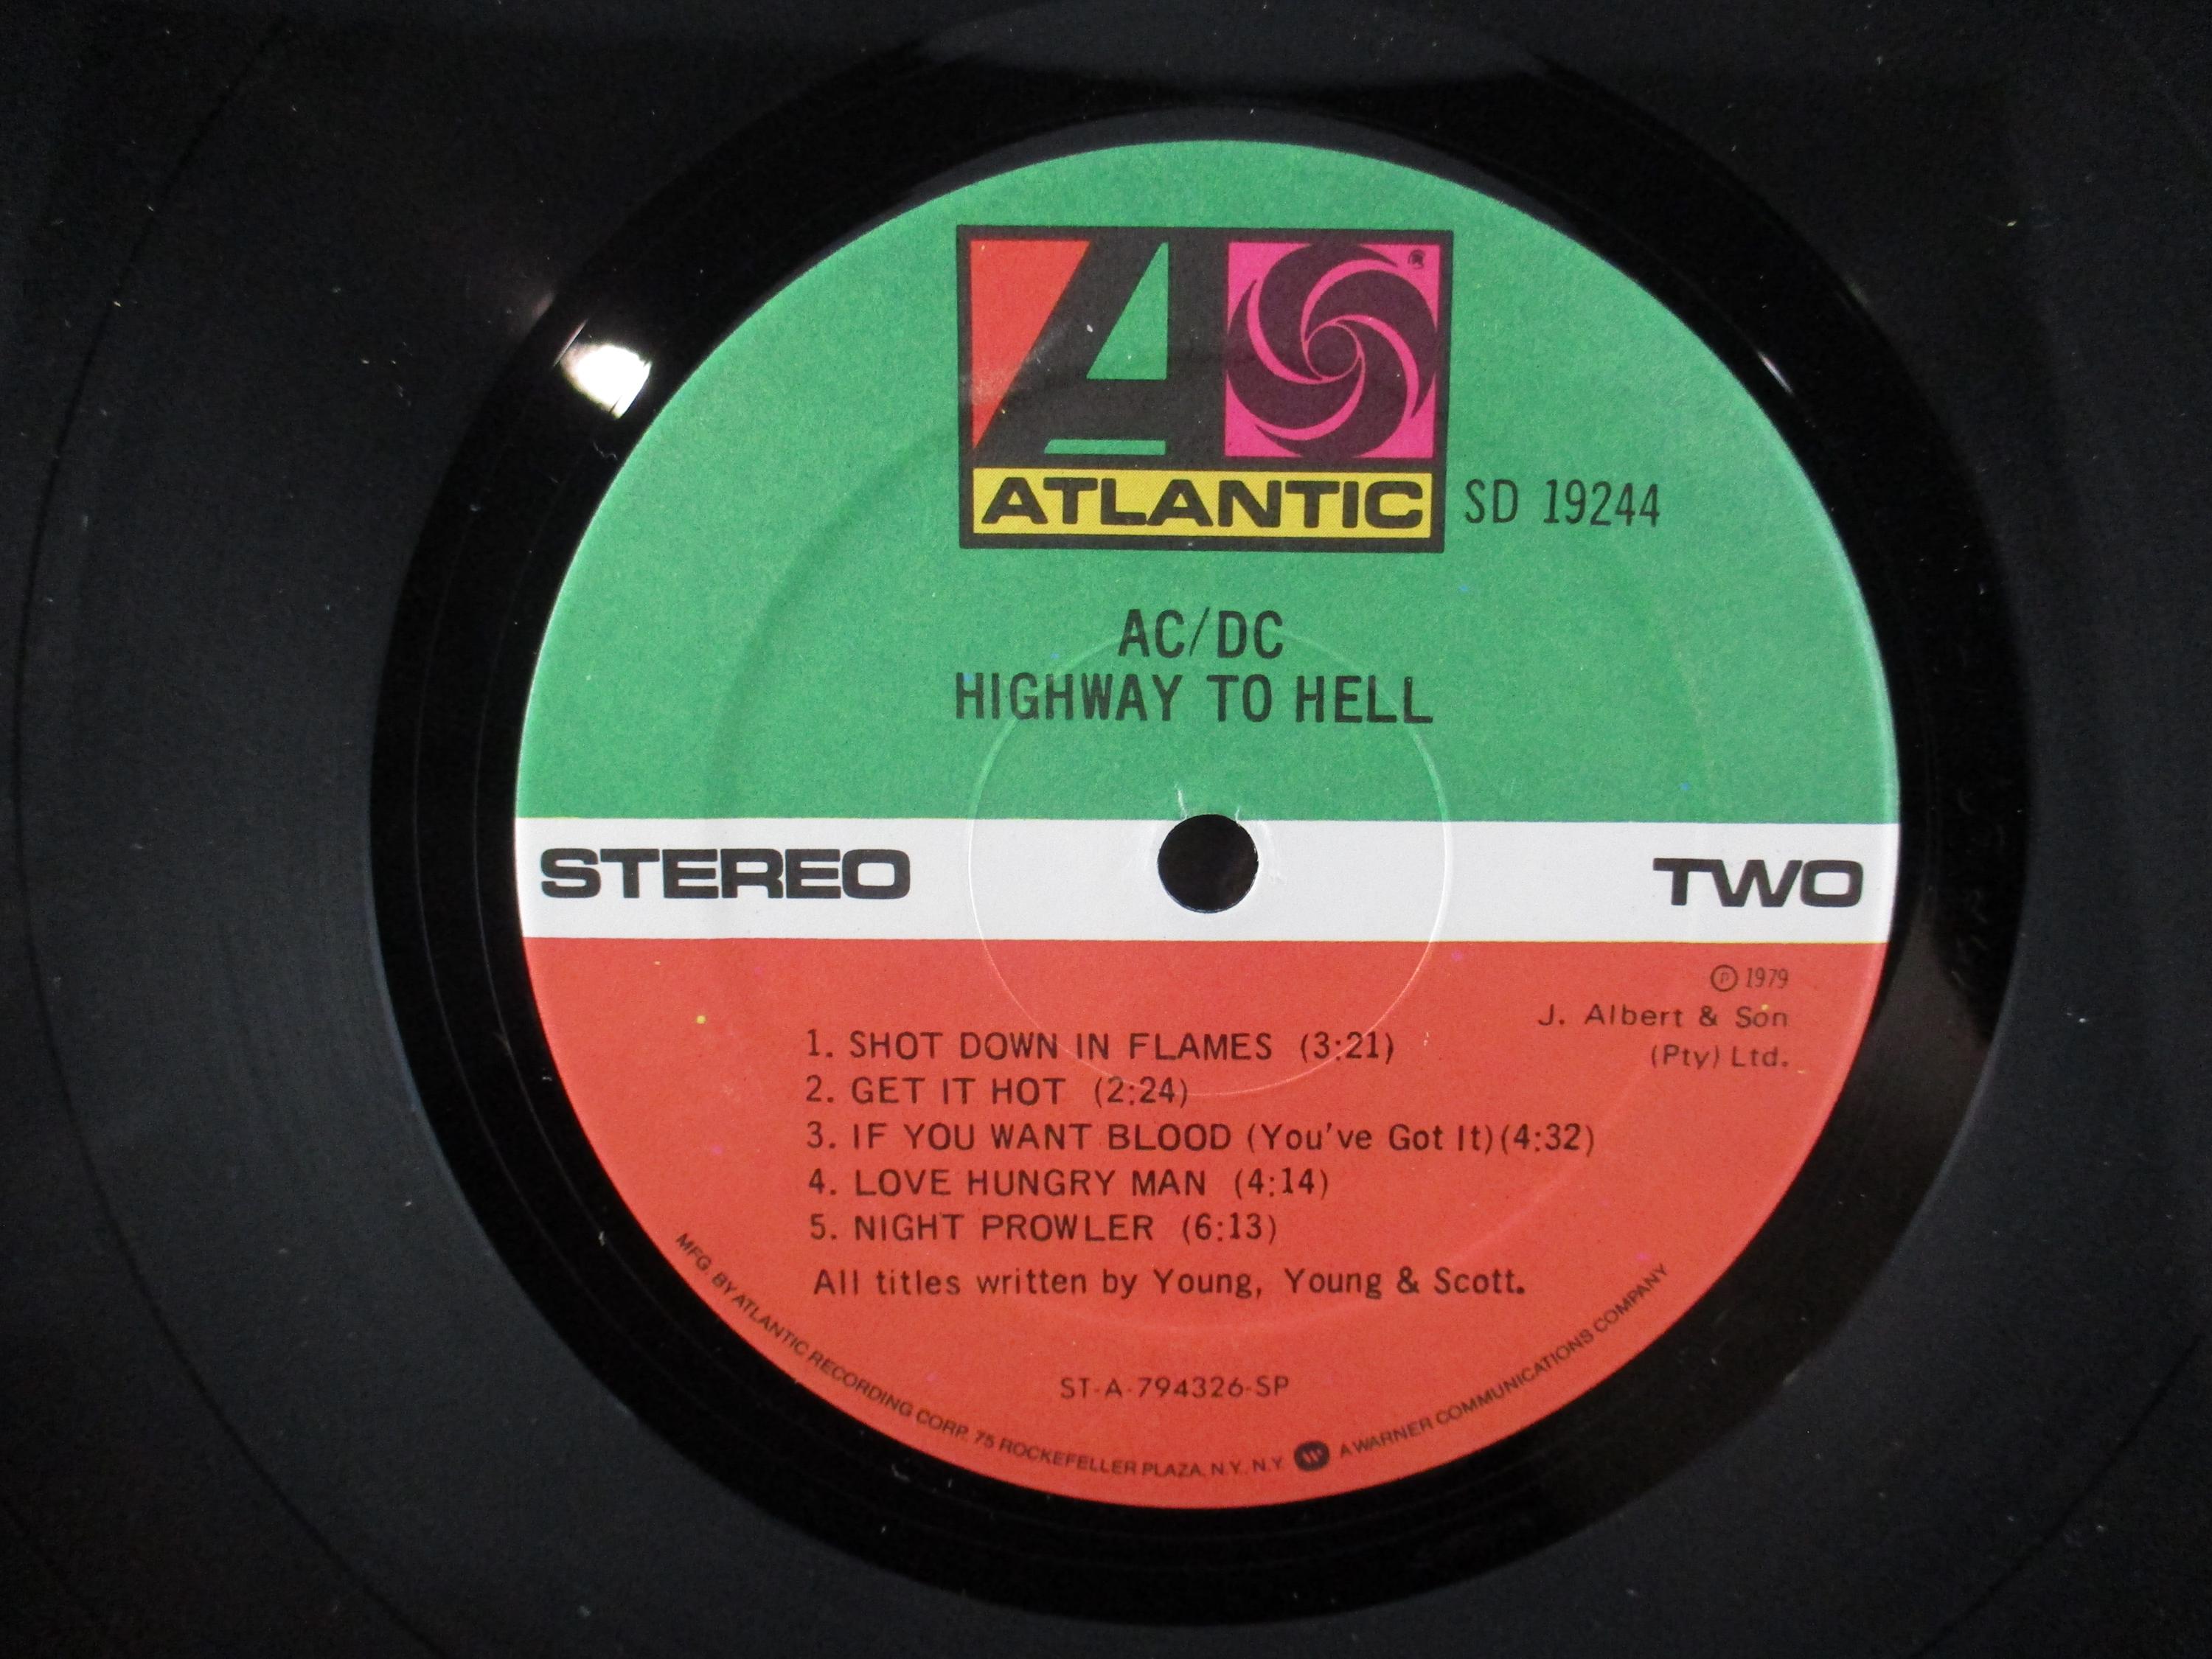 ATLANTIC
SD 19244
AC/DC
HIGHWAY TO HELL
STEREO
TWO
Ⓟ 1979
J. Albert & Son
(Pty) Ltd.
1. SHOT DOWN IN FLAMES (3:21)
2. GET IT HOT (2:24)
3. IF YOU WANT BLOOD (You've Got It)(4:32)
4. LOVE HUNGRY MAN (4:14)
5. NIGHT PROWLER (6:13)
All titles written by Young, Young & Scott.
ST-A-794326-SP
MFG. BY ATLANTIC RECORDING CORP. 75 ROCKEFELLER PLAZA, N.Y. N.Y. W A WARNER COMMUNICATIONS COMPANY